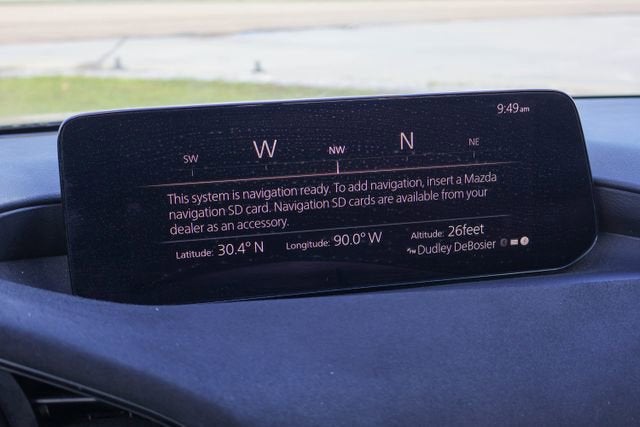 9:49am
SW W NW N NE
This system is navigation ready. To add navigation, insert a Mazda
navigation SD card. Navigation SD cards are available from your
dealer as an accessory.
Latitude: 30.4° N Longitude: 90.0° W Altitude: 26feet
Dudley DeBosier